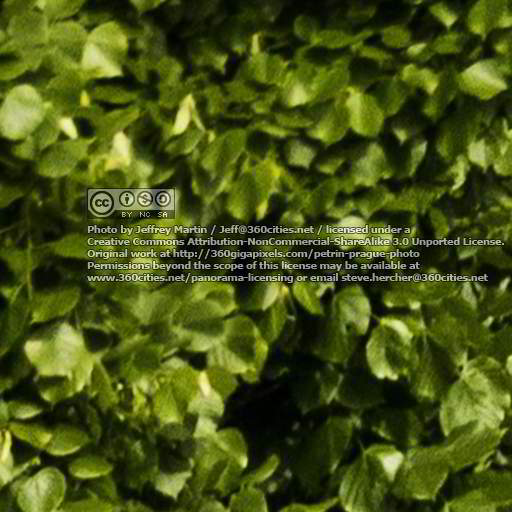 cc BY NC SA
Photo by Jeffrey Martin / Jeff@360cities.net / licensed under a
Creative Commons Attribution-NonCommercial-ShareAlike 3.0 Unported License.
Original work at http://360gigapixels.com/petrin-prague-photo
Permissions beyond the scope of this license may be available at
www.360cities.net/panorama-licensing or email steve.hercher@360cities.net